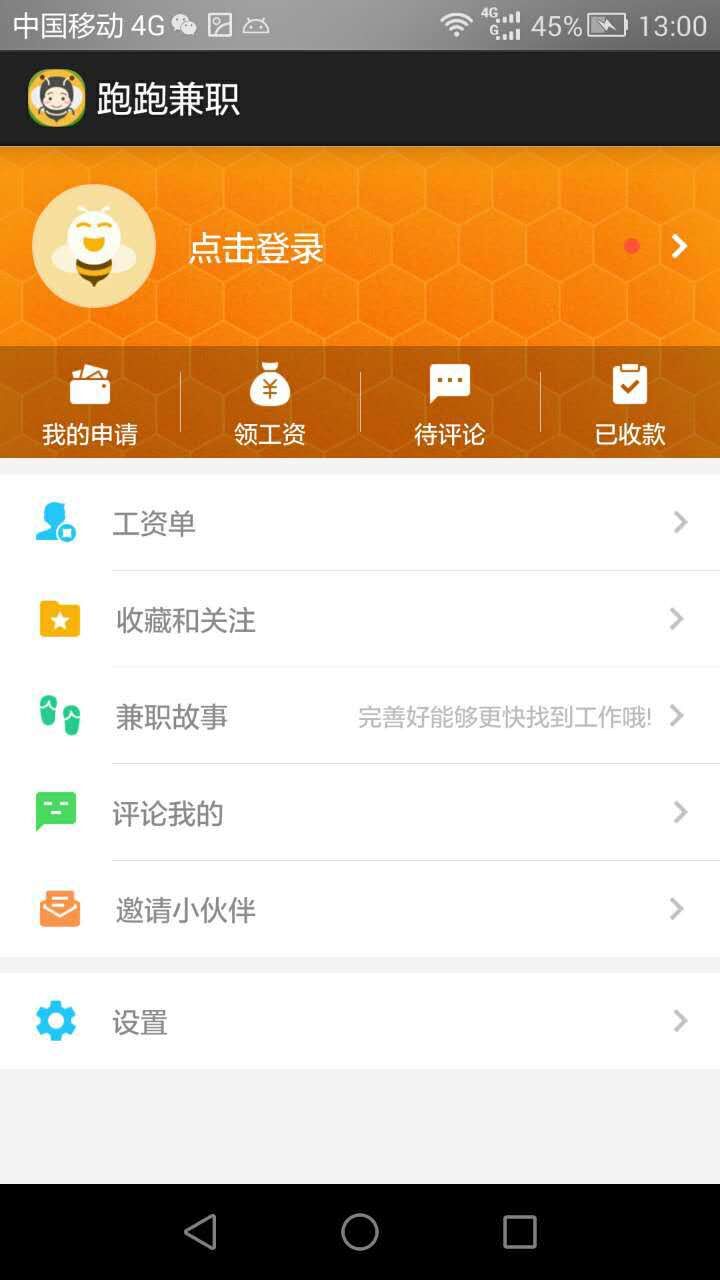 中国移动 4G 4G G 45% 13:00
跑跑兼职
点击登录
¥
我的申请 领工资 待评论 已收款
工资单
收藏和关注
兼职故事 完善好能够更快找到工作哦!
评论我的
邀请小伙伴
设置